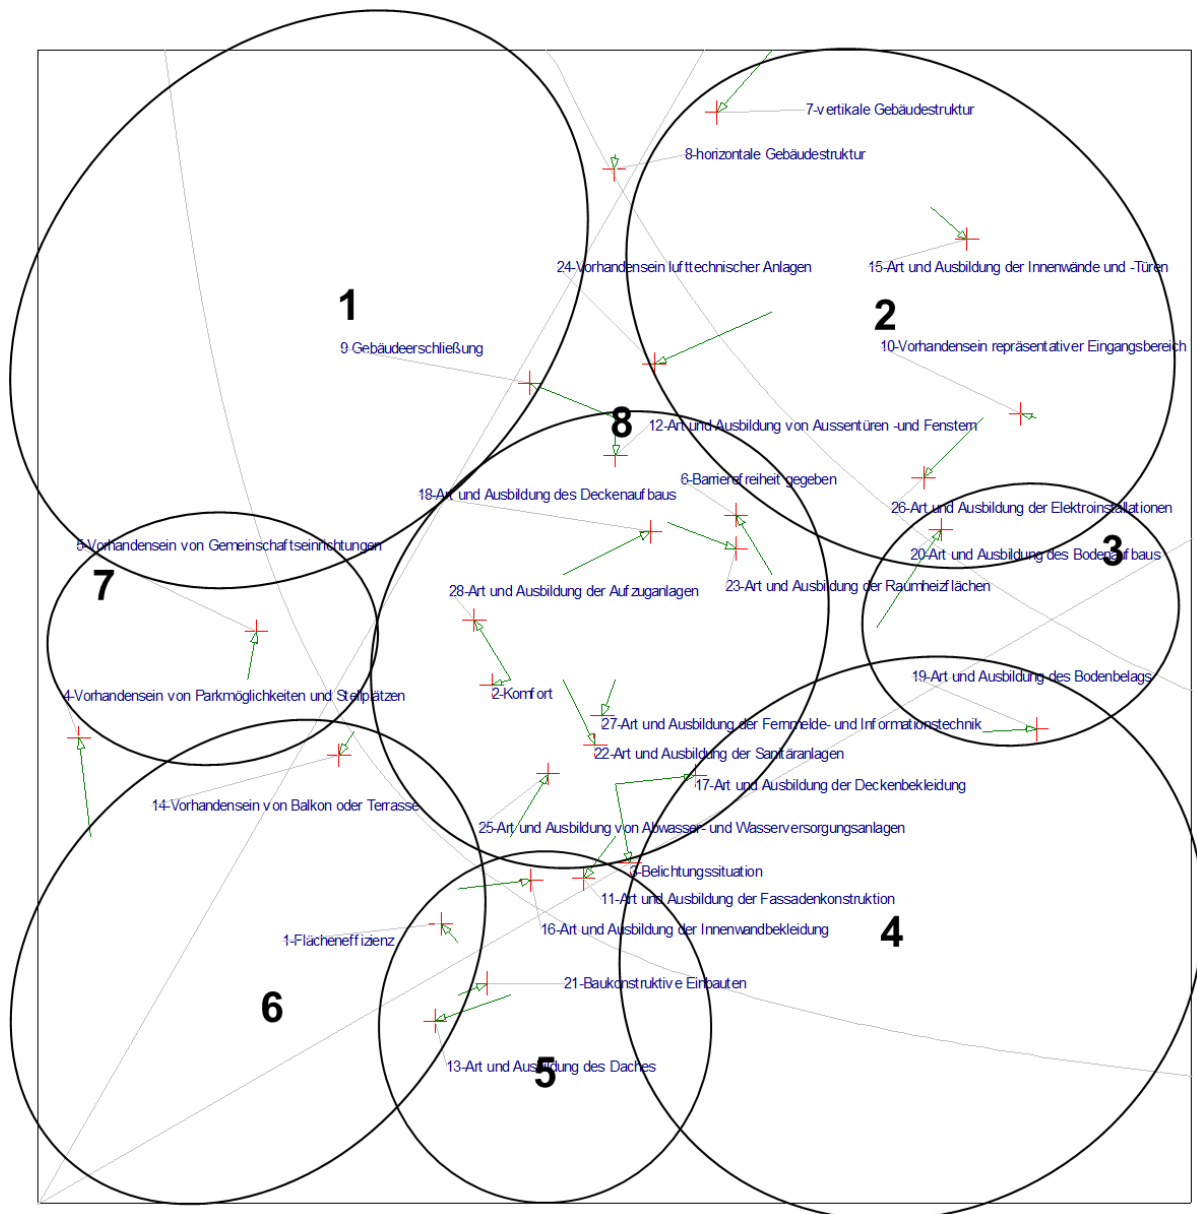 7-vertikale Gebäudestruktur
8-horizontale Gebäudestruktur
24-Vorhandensein lufttechnischer Anlagen
15-Art und Ausbildung der Innenwände und -Türen
1
2
9 Gebäudeerschließung
10-Vorhandensein repräsentativer Eingangsbereich
8
12-Art und Ausbildung von Aussentüren -und Fenstern
6-Barrierefreiheit gegeben
18-Art und Ausbildung des Deckenaufbaus
26-Art und Ausbildung der Elektroinstallationen
5-Vorhandensein von Gemeinschaftseinrichtungen
20-Art und Ausbildung des Bodenaufbaus
3
7
28-Art und Ausbildung der Aufzuganlagen
23-Art und Ausbildung der Raumheizflächen
19-Art und Ausbildung des Bodenbelags
4-Vorhandensein von Parkmöglichkeiten und Stellplätzen
2-Komfort
27-Art und Ausbildung der Fernmelde- und Informationstechnik
22-Art und Ausbildung der Sanitäranlagen
17-Art und Ausbildung der Deckenbekleidung
14-Vorhandensein von Balkon oder Terrasse
25-Art und Ausbildung von Abwasser- und Wasserversorgungsanlagen
3-Belichtungssituation
11-Art und Ausbildung der Fassadenkonstruktion
16-Art und Ausbildung der Innenwandbekleidung
4
1-Flächeneffizienz
21-Baukonstruktive Einbauten
6
13-Art und Ausbildung des Daches
5